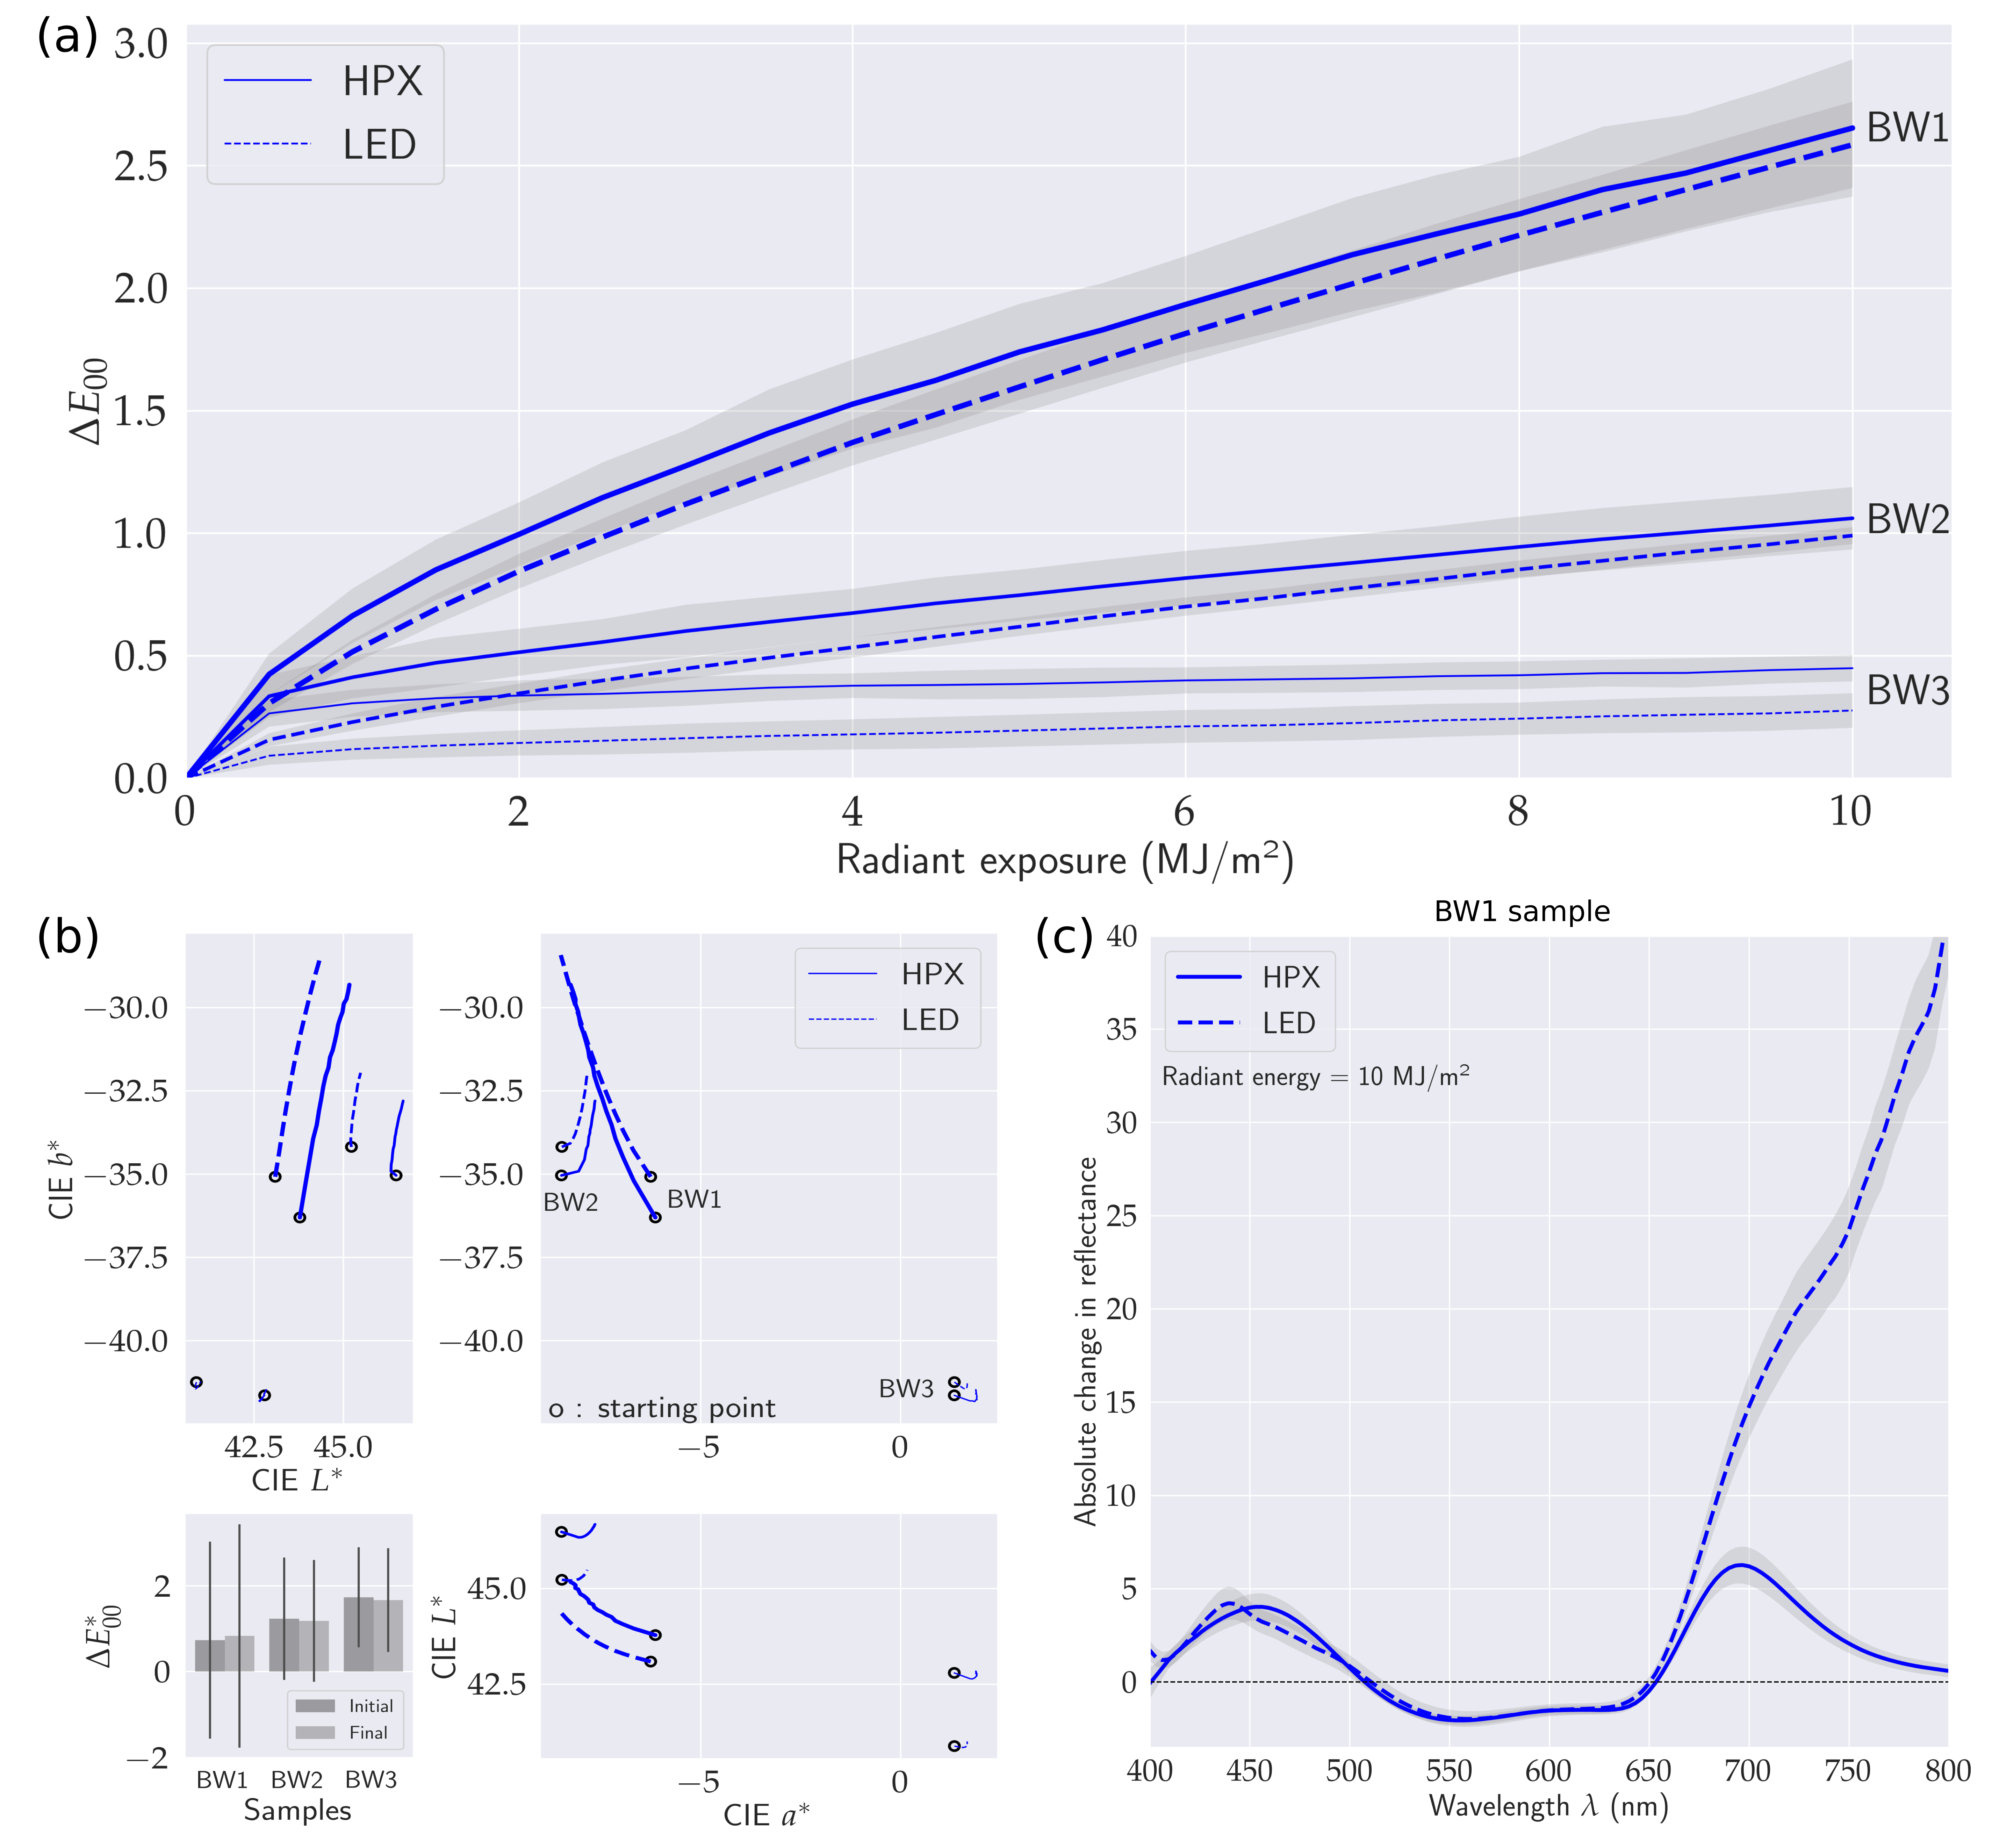 (a)
3.0
2.5
2.0
1.5
1.0
0.5
0.0
ΔE00
HPX
LED
BW1
BW2
BW3
0 2 4 6 8 10
Radiant exposure (MJ/m²)
(b)
−30.0
−32.5
−35.0
−37.5
−40.0
CIE b*
42.5 45.0
CIE L*
−30.0
−32.5
−35.0
−37.5
−40.0
HPX
LED
BW2
BW1
BW3
o : starting point
−5 0
2
0
−2
ΔE*00
Initial
Final
BW1 BW2 BW3
Samples
45.0
42.5
CIE L*
−5 0
CIE a*
(c)
BW1 sample
40
35
30
25
20
15
10
5
0
Absolute change in reflectance
HPX
LED
Radiant energy = 10 MJ/m²
400 450 500 550 600 650 700 750 800
Wavelength λ (nm)